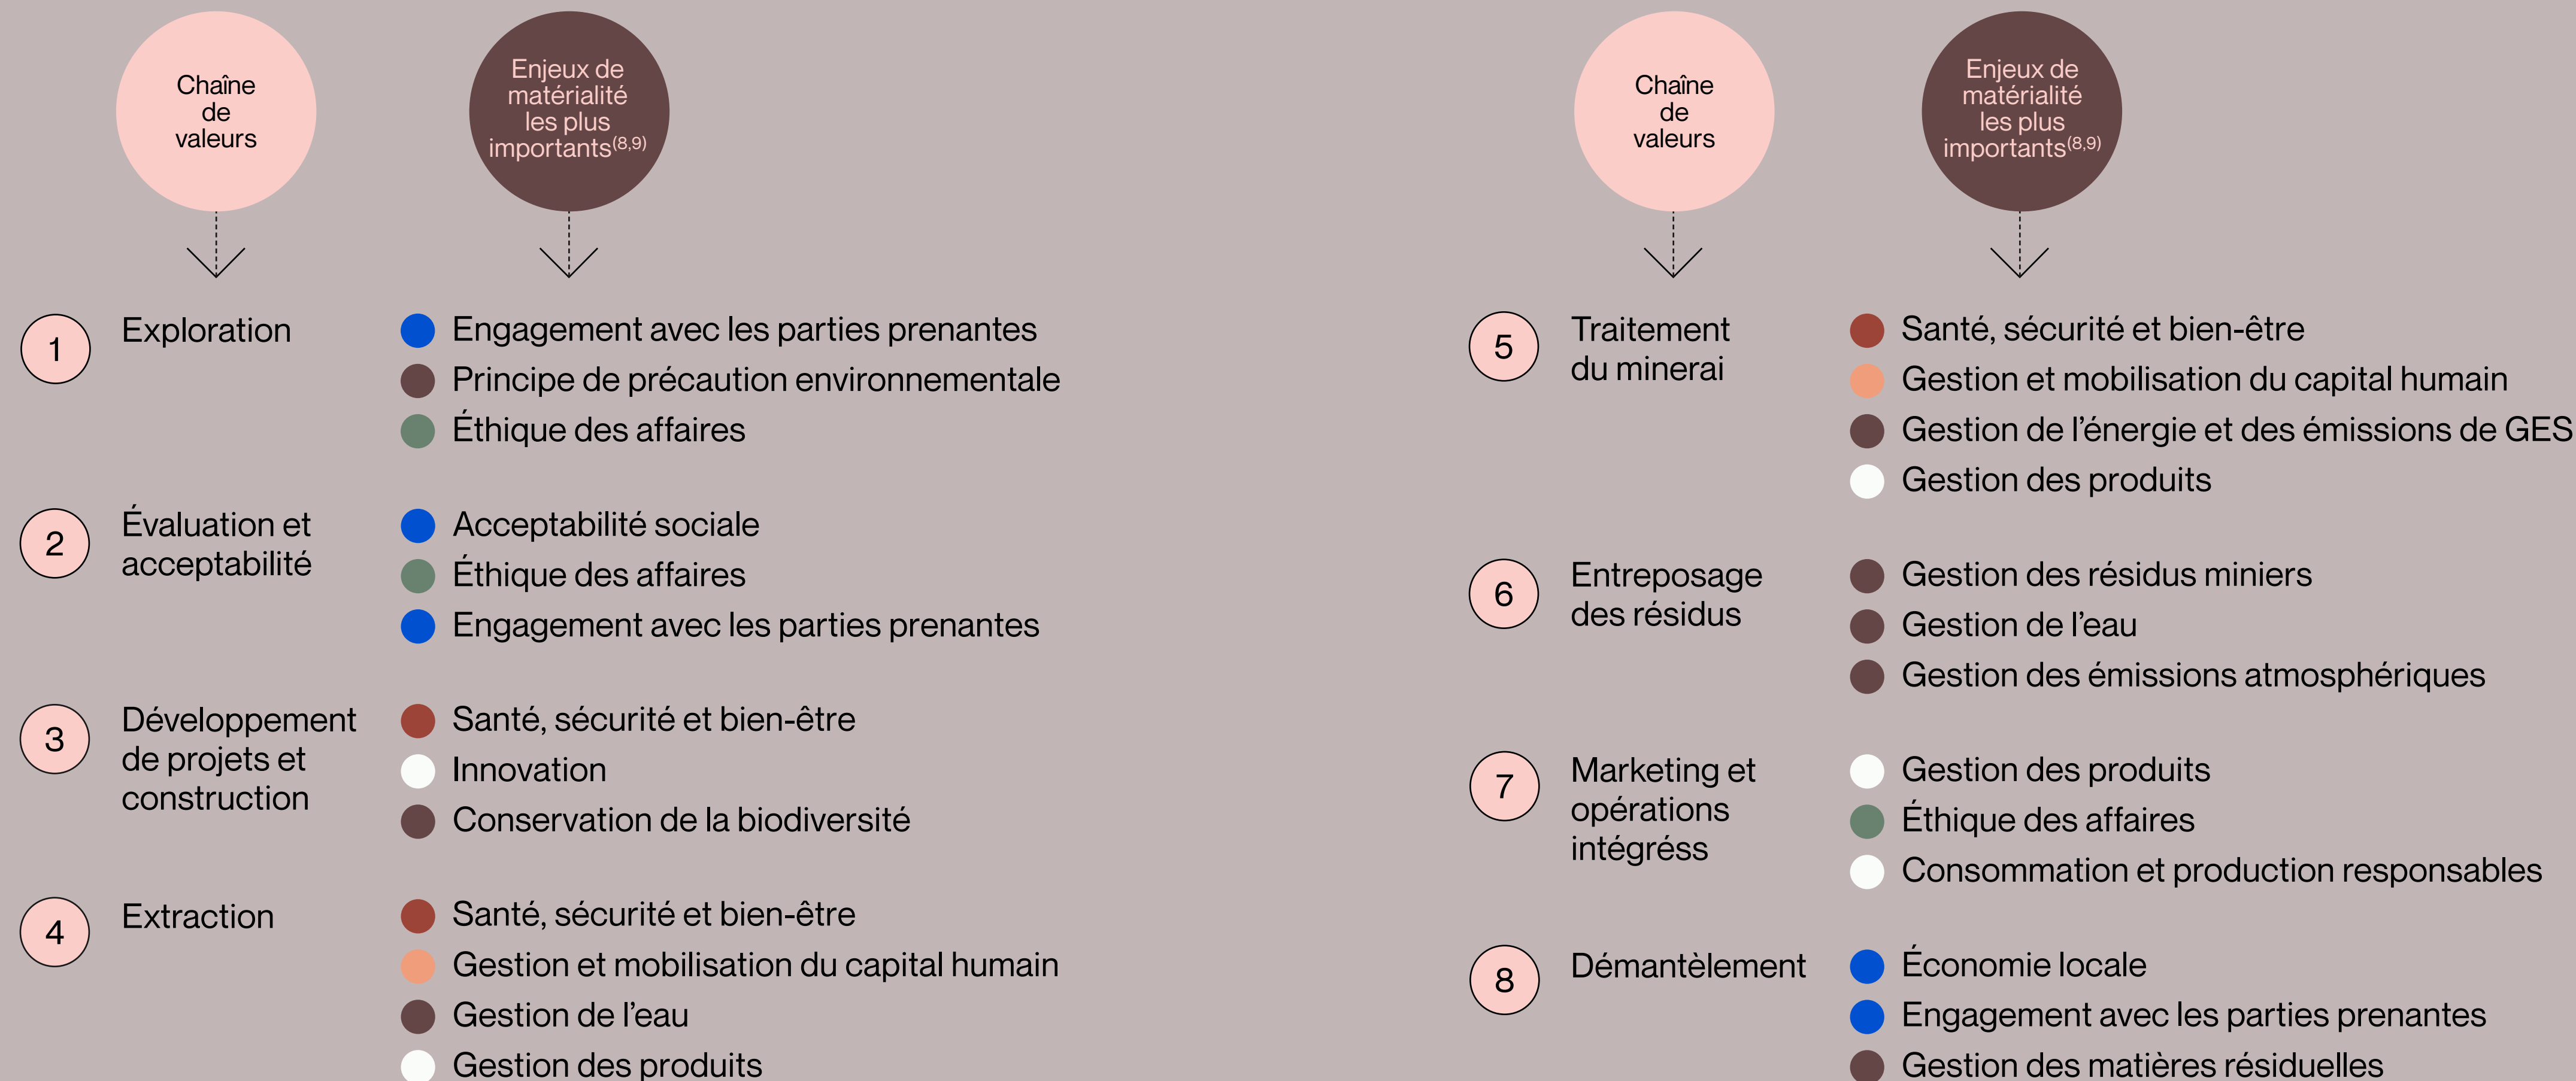 Chaîne
de
valeurs
Enjeux de
matérialité
les plus
importants(8,9)
1
Exploration
Engagement avec les parties prenantes
Principe de précaution environnementale
Éthique des affaires
2
Évaluation et
acceptabilité
Acceptabilité sociale
Éthique des affaires
Engagement avec les parties prenantes
3
Développement
de projets et
construction
Santé, sécurité et bien-être
Innovation
Conservation de la biodiversité
4
Extraction
Santé, sécurité et bien-être
Gestion et mobilisation du capital humain
Gestion de l’eau
Gestion des produits
Chaîne
de
valeurs
Enjeux de
matérialité
les plus
importants(8,9)
5
Traitement
du minerai
Santé, sécurité et bien-être
Gestion et mobilisation du capital humain
Gestion de l’énergie et des émissions de GES
Gestion des produits
6
Entreposage
des résidus
Gestion des résidus miniers
Gestion de l’eau
Gestion des émissions atmosphériques
7
Marketing et
opérations
intégréss
Gestion des produits
Éthique des affaires
Consommation et production responsables
8
Démantèlement
Économie locale
Engagement avec les parties prenantes
Gestion des matières résiduelles